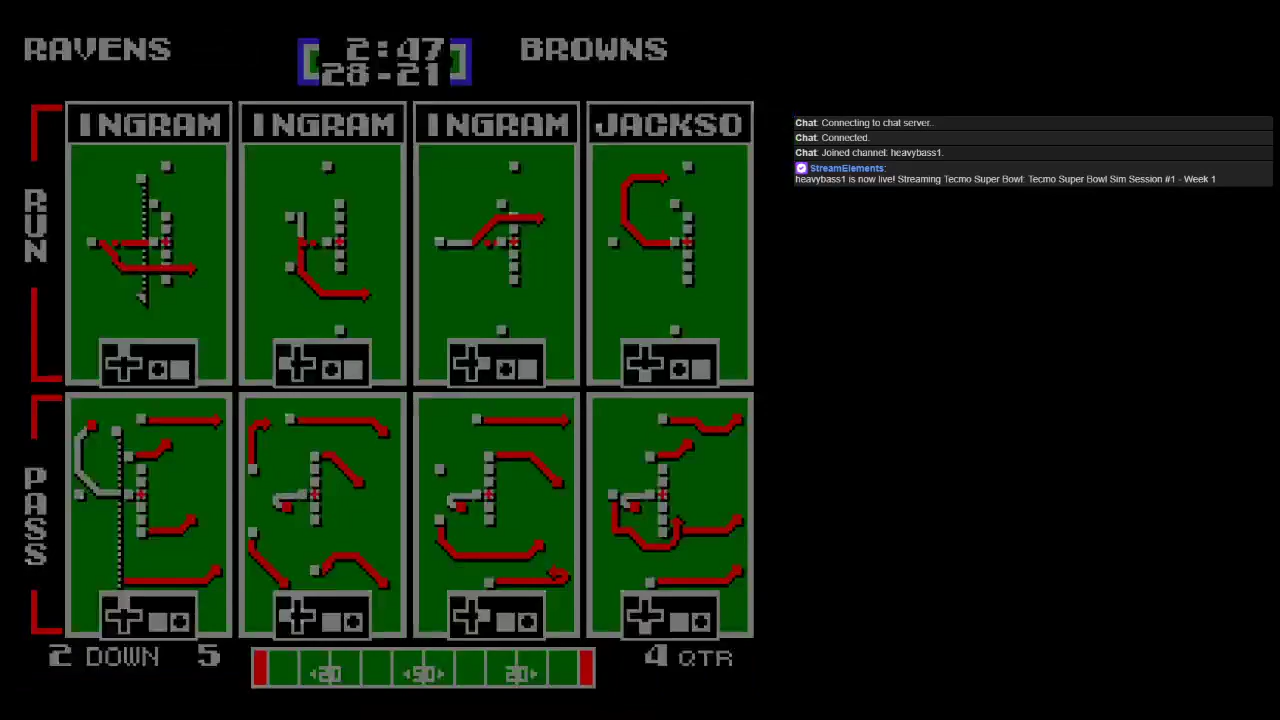 RAVENS
2:47
BROWNS
28-21
INGRAM
INGRAM
INGRAM
JACKSO
RUN
PASS
2 DOWN 5
<20
<50>
20>
4 QTR
Chat: Connecting to chat server..
Chat: Connected.
Chat: Joined channel: heavybass1.
StreamElements:
heavybass1 is now live! Streaming Tecmo Super Bowl: Tecmo Super Bowl Sim Session #1 - Week 1